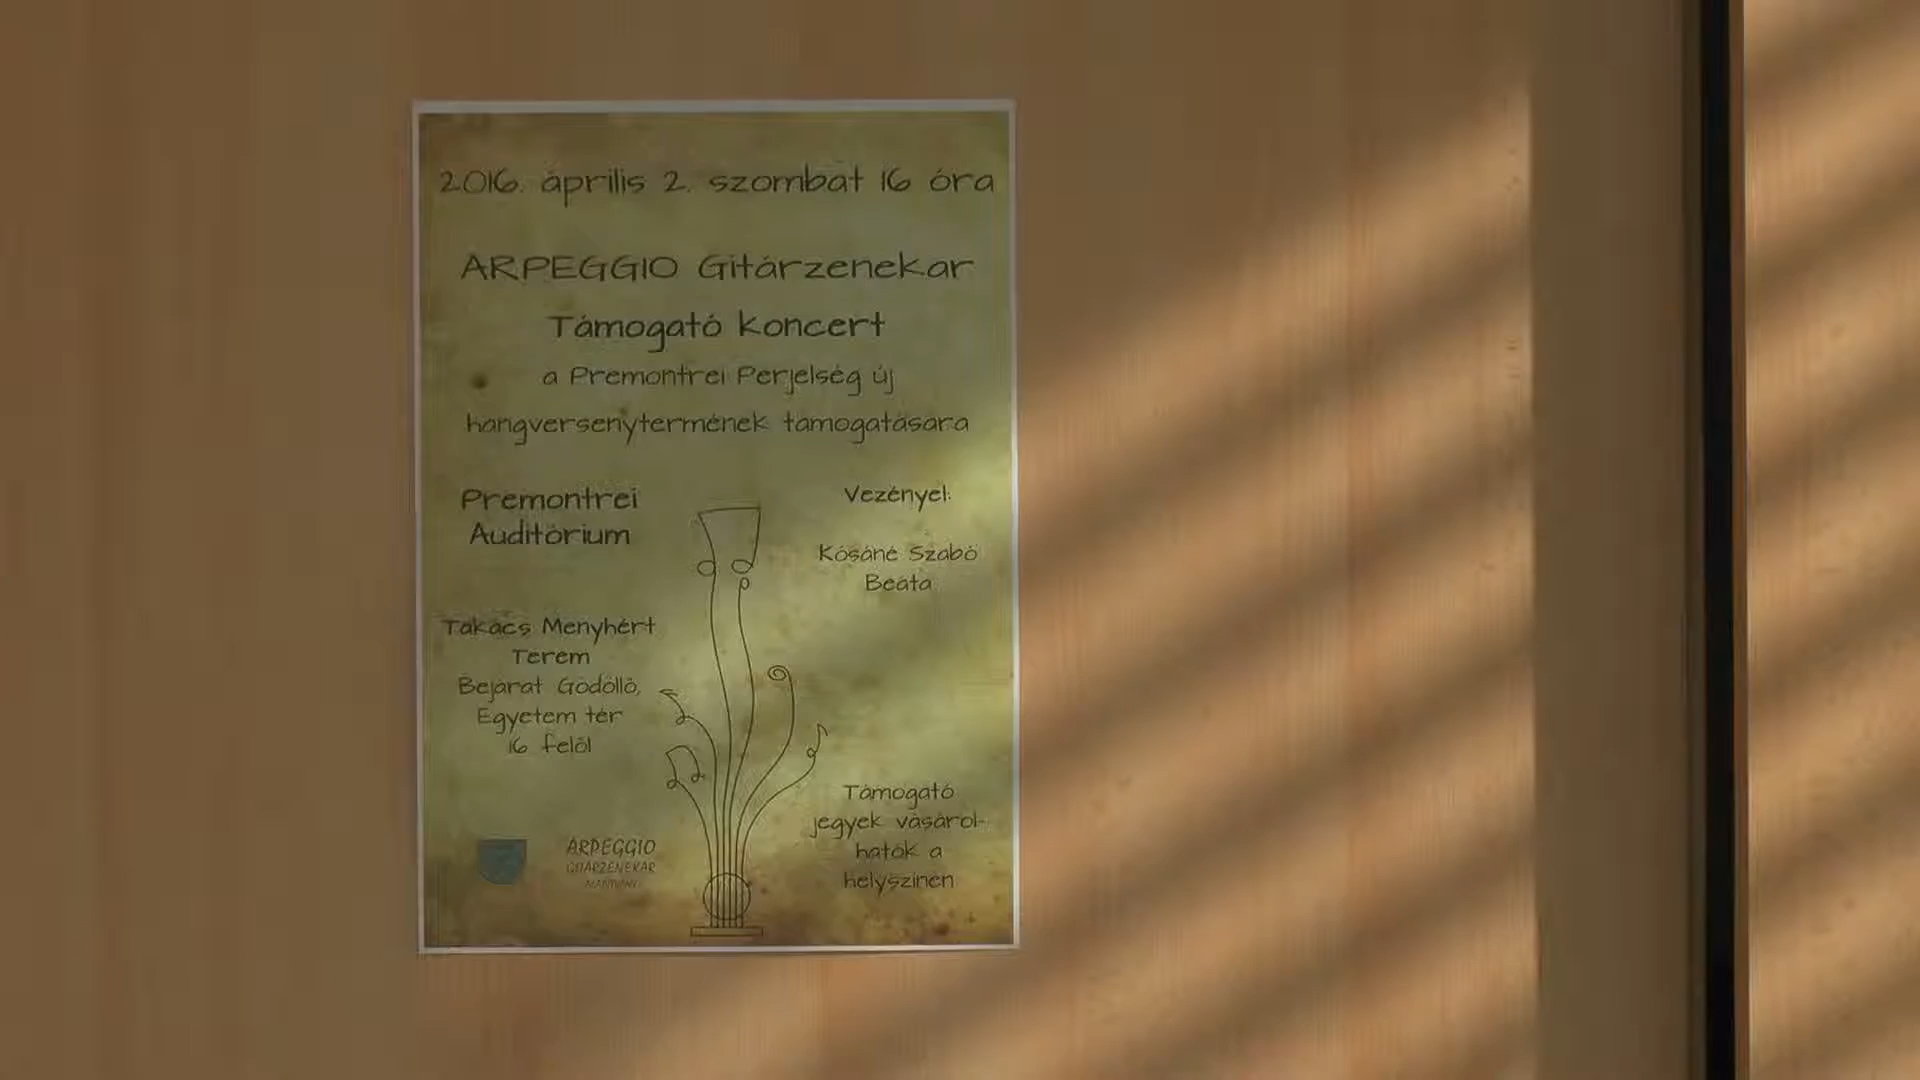 2016. április 2. szombat 16 óra
ARPEGGIO Gitárzenekar
Támogató koncert
a Premontrei Perjelség új
hangversenytermének támogatására
Premontrei
Auditórium
Takács Menyhért
Terem
Bejárat Gödöllő,
Egyetem tér
16 felől
Vezényel:
Kósáné Szabó
Beáta
Támogató
jegyek vásárol-
hatók a
helyszínen
ARPEGGIO
GITÁRZENEKAR